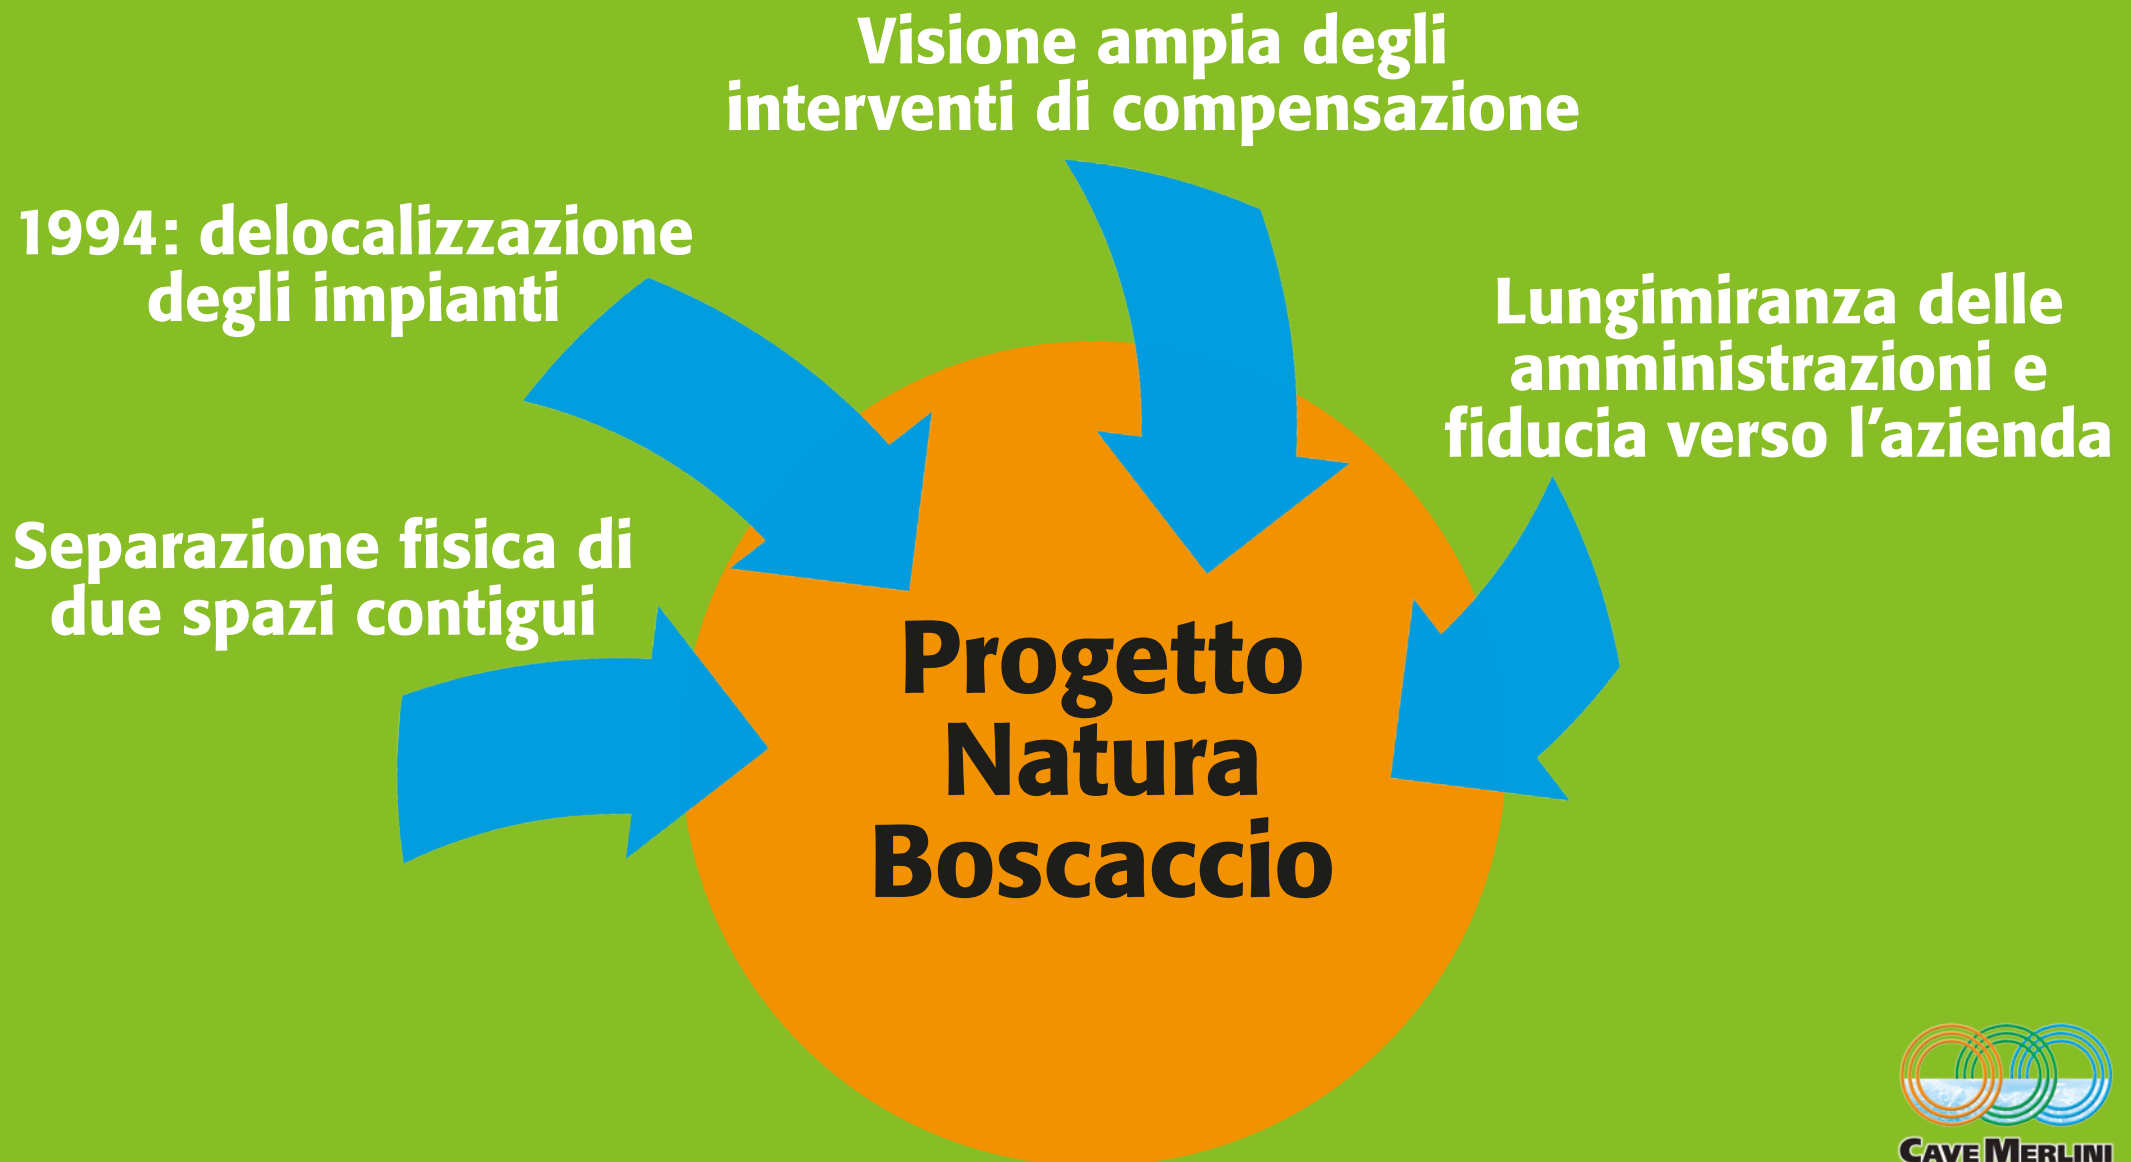 Visione ampia degli
interventi di compensazione
1994: delocalizzazione
degli impianti
Lungimiranza delle
amministrazioni e
fiducia verso l’azienda
Separazione fisica di
due spazi contigui
Progetto
Natura
Boscaccio
CAVE MERLINI